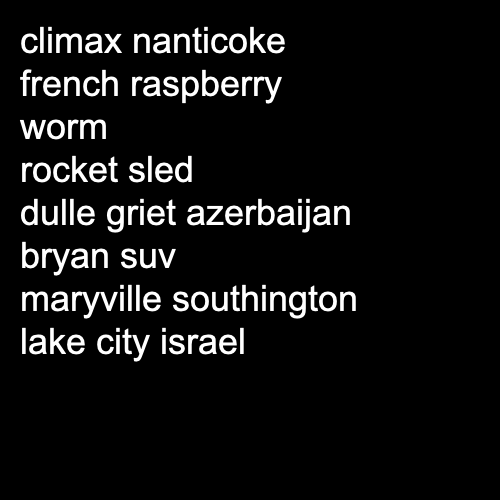 climax nanticoke
french raspberry
worm
rocket sled
dulle griet azerbaijan
bryan suv
maryville southington
lake city israel